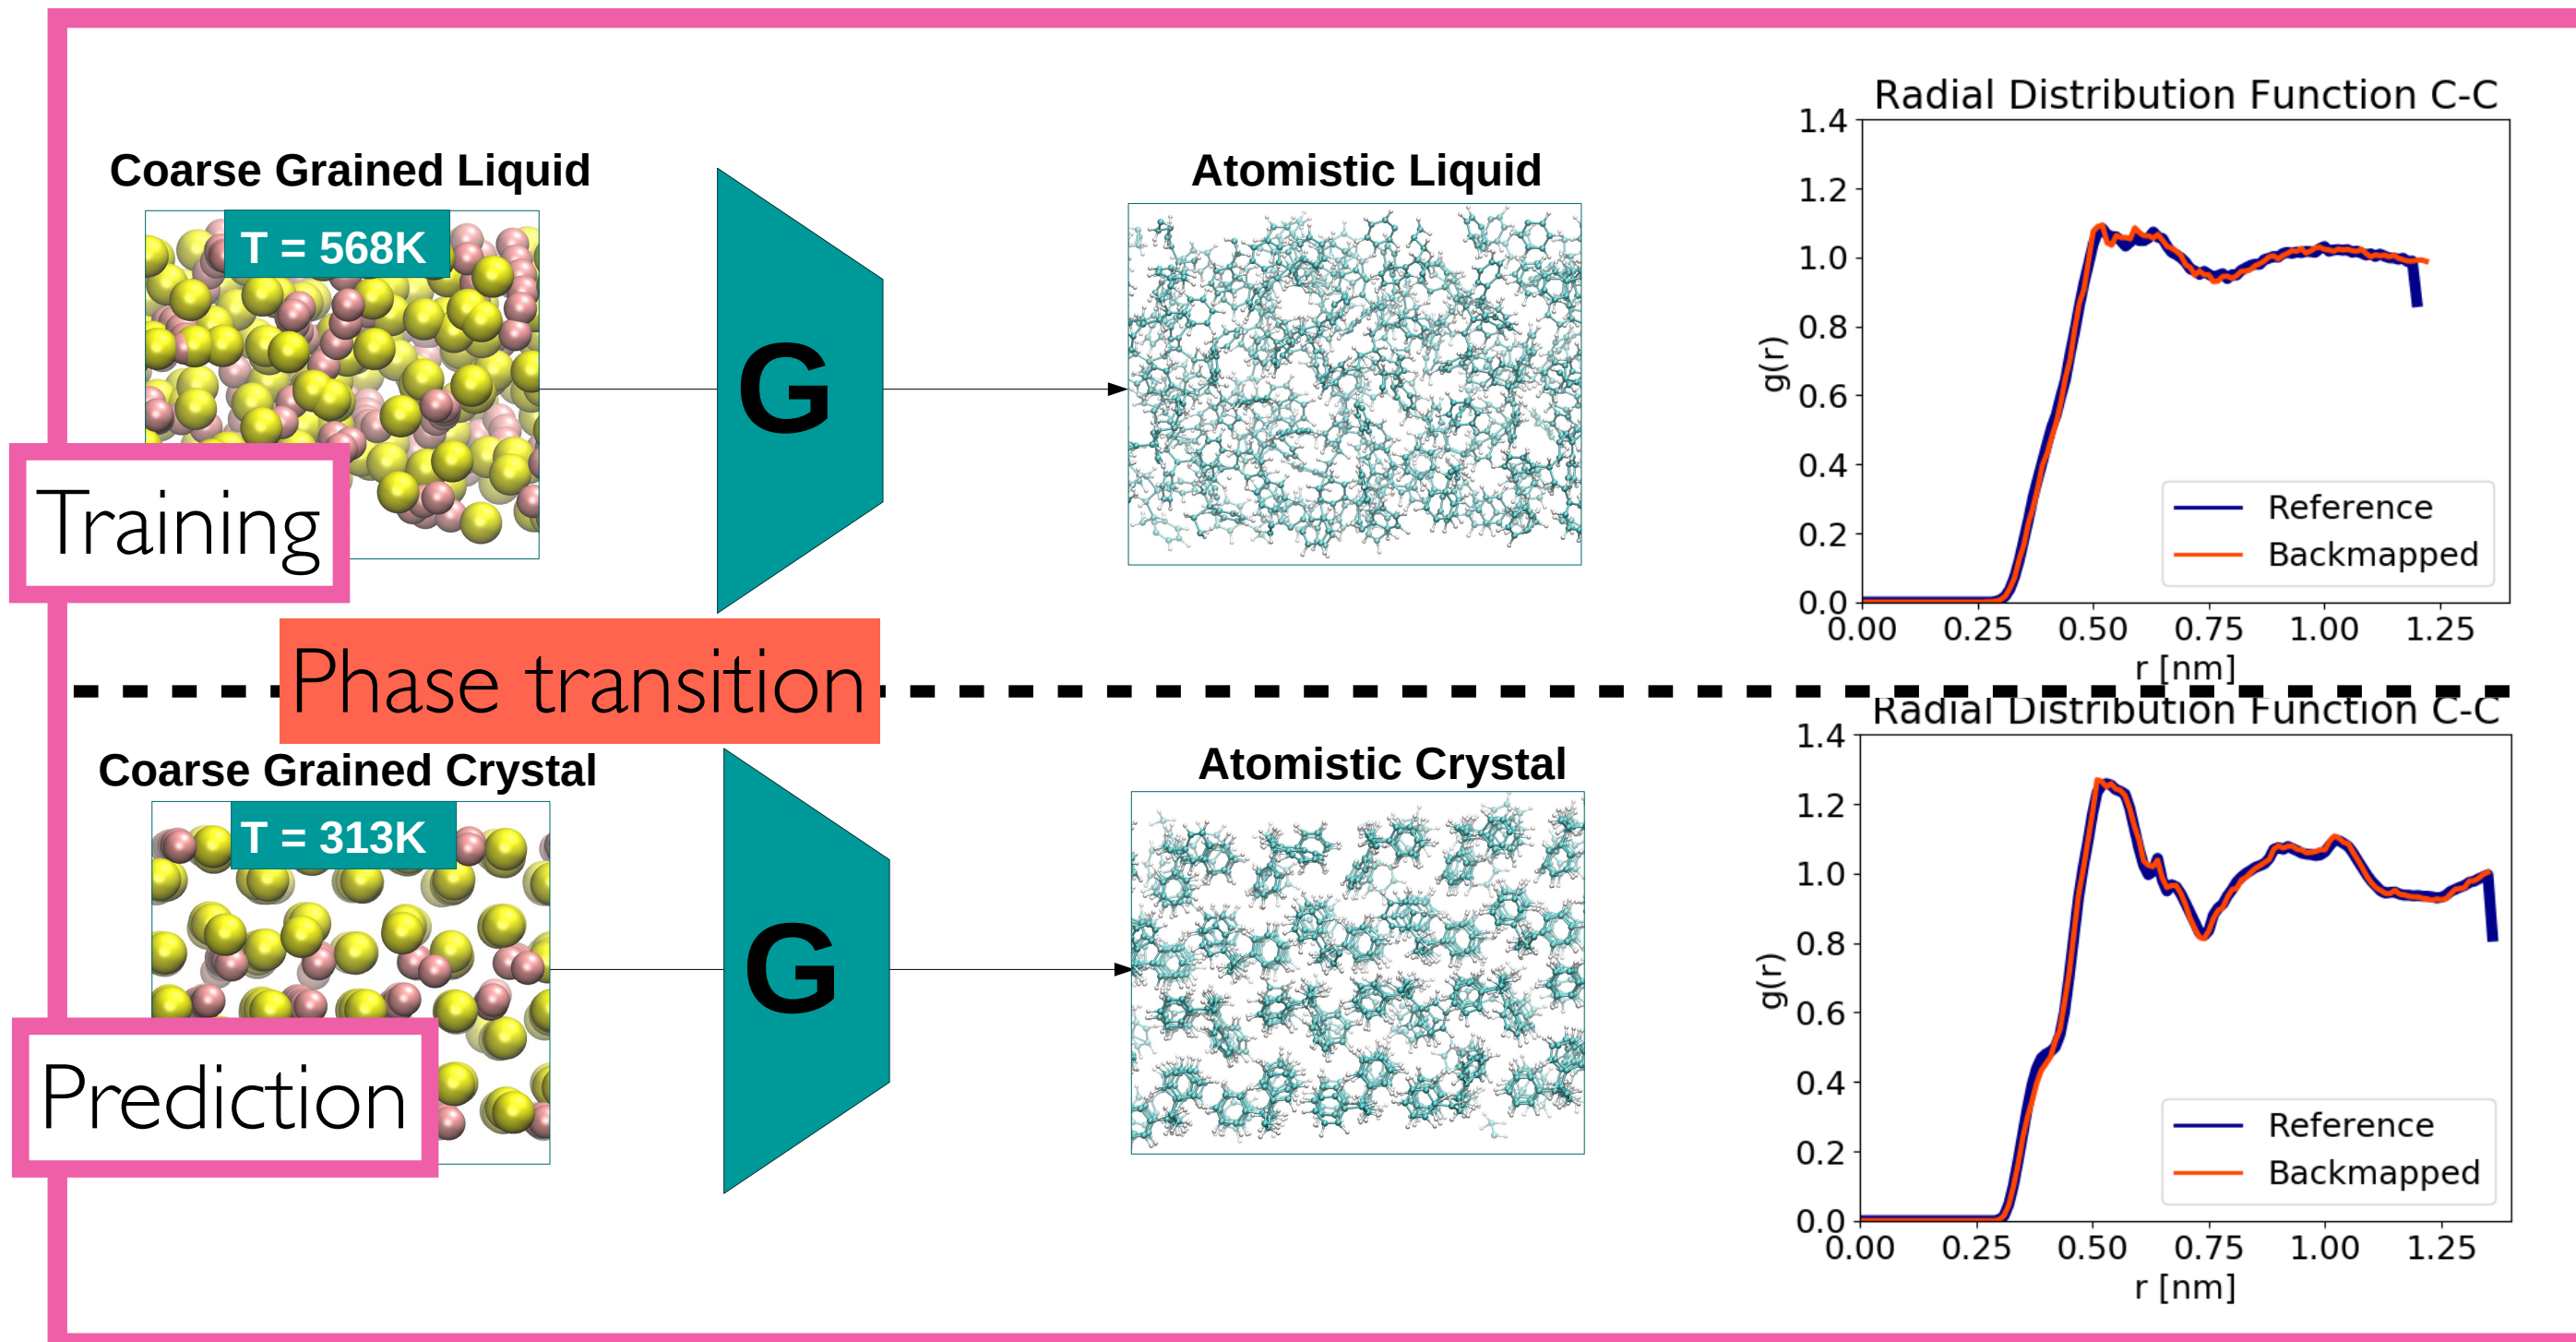 Coarse Grained Liquid
T = 568K
G
Atomistic Liquid
Training
Radial Distribution Function C-C
1.4
1.2
1.0
0.8
0.6
0.4
0.2
0.0
g(r)
Reference
Backmapped
0.00 0.25 0.50 0.75 1.00 1.25
r [nm]
Phase transition
Coarse Grained Crystal
T = 313K
G
Atomistic Crystal
Prediction
Radial Distribution Function C-C
1.4
1.2
1.0
0.8
0.6
0.4
0.2
0.0
g(r)
Reference
Backmapped
0.00 0.25 0.50 0.75 1.00 1.25
r [nm]